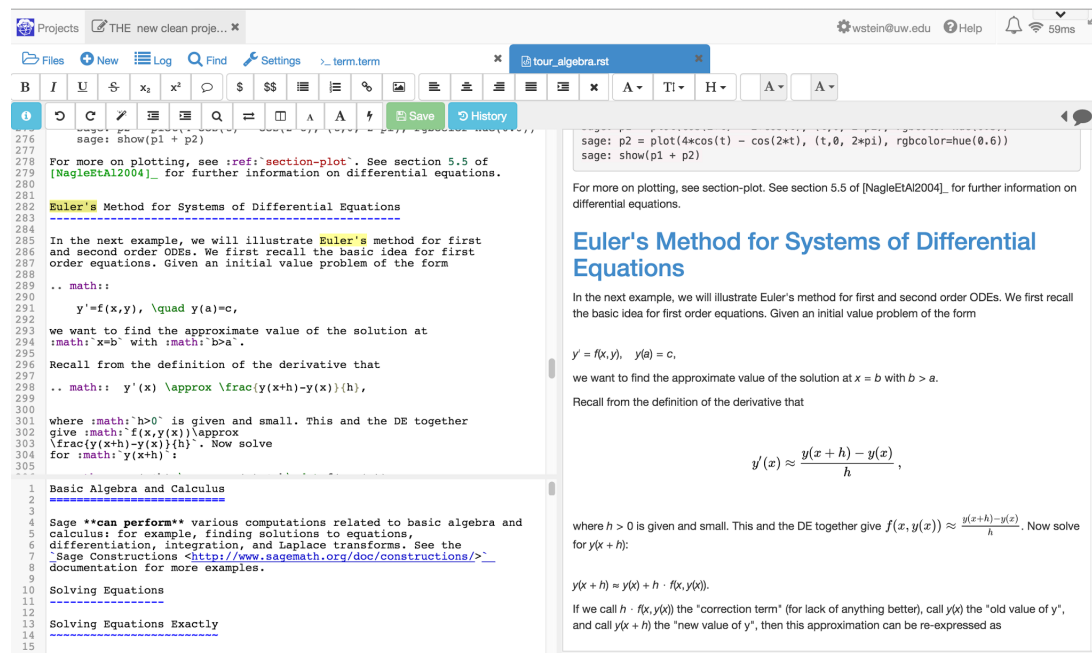 Projects THE new clean proje... wstein@uw.edu Help 59ms
Files New Log Find Settings >_ term.term tour_algebra.rst
B I U S x₂ x² $ $$ A T! H A A
A A Save History
276 sage: show(p1 + p2)
277
278 For more on plotting, see :ref:`section-plot`. See section 5.5 of
279 [NagleEtAl2004]_ for further information on differential equations.
280
281
282 Euler's Method for Systems of Differential Equations
283 ----------------------------------------------------
284
285 In the next example, we will illustrate Euler's method for first
286 and second order ODEs. We first recall the basic idea for first
287 order equations. Given an initial value problem of the form
288
289 .. math::
290
291 y'=f(x,y), \quad y(a)=c,
292
293 we want to find the approximate value of the solution at
294 :math:`x=b` with :math:`b>a`.
295
296 Recall from the definition of the derivative that
297
298 .. math:: y'(x) \approx \frac{y(x+h)-y(x)}{h},
299
300
301 where :math:`h>0` is given and small. This and the DE together
302 give :math:`f(x,y(x))\approx
303 \frac{y(x+h)-y(x)}{h}`. Now solve
304 for :math:`y(x+h)`:
305
1 Basic Algebra and Calculus
2 ==========================
3
4 Sage **can perform** various computations related to basic algebra and
5 calculus: for example, finding solutions to equations,
6 differentiation, integration, and Laplace transforms. See the
7 `Sage Constructions <http://www.sagemath.org/doc/constructions/>`_
8 documentation for more examples.
9
10 Solving Equations
11 -----------------
12
13 Solving Equations Exactly
14 ~~~~~~~~~~~~~~~~~~~~~~~~~
15
sage: p2 = plot(4*cos(t) - cos(2*t), (t,0, 2*pi), rgbcolor=hue(0.6))
sage: show(p1 + p2)
For more on plotting, see section-plot. See section 5.5 of [NagleEtAl2004]_ for further information on
differential equations.
Euler's Method for Systems of Differential
Equations
In the next example, we will illustrate Euler's method for first and second order ODEs. We first recall
the basic idea for first order equations. Given an initial value problem of the form
y′ = f(x, y), y(a) = c,
we want to find the approximate value of the solution at x = b with b > a.
Recall from the definition of the derivative that
y′(x) ≈ (y(x + h) − y(x))/h ,
where h > 0 is given and small. This and the DE together give f(x, y(x)) ≈ (y(x+h)−y(x))/h. Now solve
for y(x + h):
y(x + h) ≈ y(x) + h · f(x, y(x)).
If we call h · f(x, y(x)) the "correction term" (for lack of anything better), call y(x) the "old value of y",
and call y(x + h) the "new value of y", then this approximation can be re-expressed as